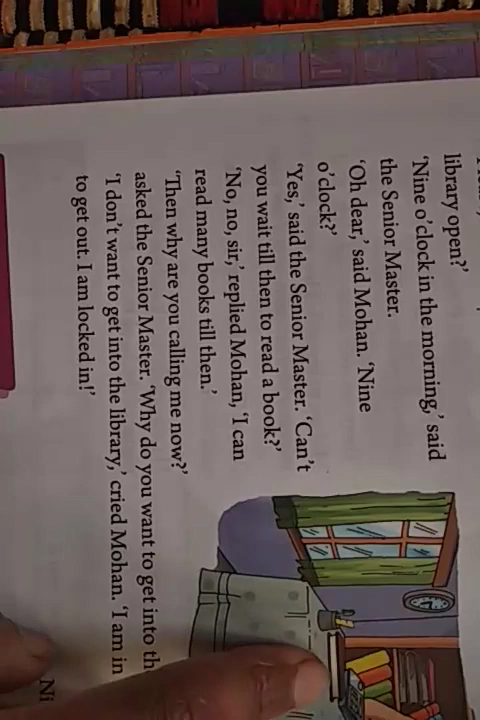 library open?'
'Nine o'clock in the morning,' said
the Senior Master.
'Oh dear,' said Mohan. 'Nine
o'clock?'
'Yes,' said the Senior Master. 'Can't
you wait till then to read a book?'
'No, no, sir,' replied Mohan, 'I can
read many books till then.'
'Then why are you calling me now?'
asked the Senior Master. 'Why do you want to get into th
'I don't want to get into the library,' cried Mohan. 'I am in
to get out. I am locked in!'
Ni